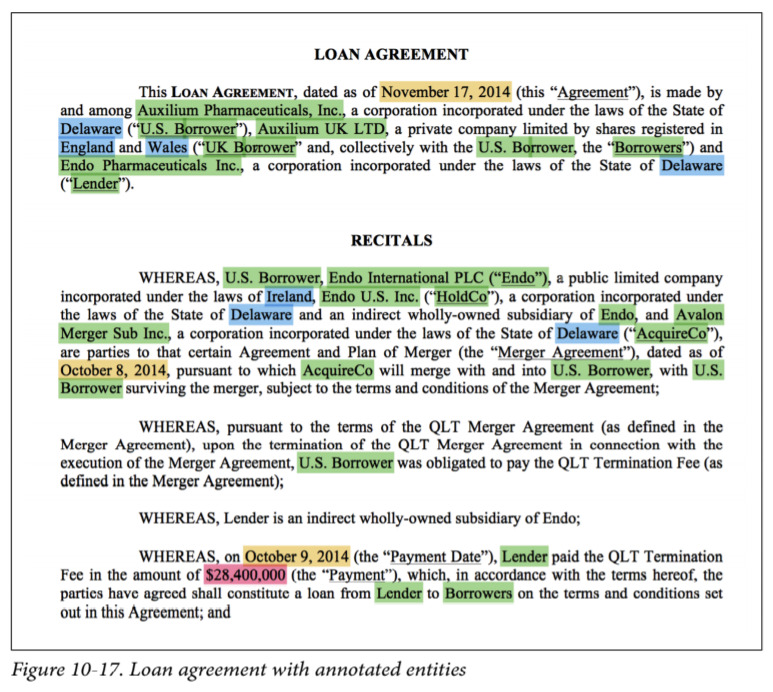 LOAN AGREEMENT
This LOAN AGREEMENT, dated as of November 17, 2014 (this “Agreement”), is made by
and among Auxilium Pharmaceuticals, Inc., a corporation incorporated under the laws of the State of
Delaware (“U.S. Borrower”), Auxilium UK LTD, a private company limited by shares registered in
England and Wales (“UK Borrower” and, collectively with the U.S. Borrower, the “Borrowers”) and
Endo Pharmaceuticals Inc., a corporation incorporated under the laws of the State of Delaware
(“Lender”).
RECITALS
WHEREAS, U.S. Borrower, Endo International PLC (“Endo”), a public limited company
incorporated under the laws of Ireland, Endo U.S. Inc. (“HoldCo”), a corporation incorporated under
the laws of the State of Delaware and an indirect wholly-owned subsidiary of Endo, and Avalon
Merger Sub Inc., a corporation incorporated under the laws of the State of Delaware (“AcquireCo”),
are parties to that certain Agreement and Plan of Merger (the “Merger Agreement”), dated as of
October 8, 2014, pursuant to which AcquireCo will merge with and into U.S. Borrower, with U.S.
Borrower surviving the merger, subject to the terms and conditions of the Merger Agreement;
WHEREAS, pursuant to the terms of the QLT Merger Agreement (as defined in the
Merger Agreement), upon the termination of the QLT Merger Agreement in connection with the
execution of the Merger Agreement, U.S. Borrower was obligated to pay the QLT Termination Fee (as
defined in the Merger Agreement);
WHEREAS, Lender is an indirect wholly-owned subsidiary of Endo;
WHEREAS, on October 9, 2014 (the “Payment Date”), Lender paid the QLT Termination
Fee in the amount of $28,400,000 (the “Payment”), which, in accordance with the terms hereof, the
parties have agreed shall constitute a loan from Lender to Borrowers on the terms and conditions set
out in this Agreement; and
Figure 10-17. Loan agreement with annotated entities